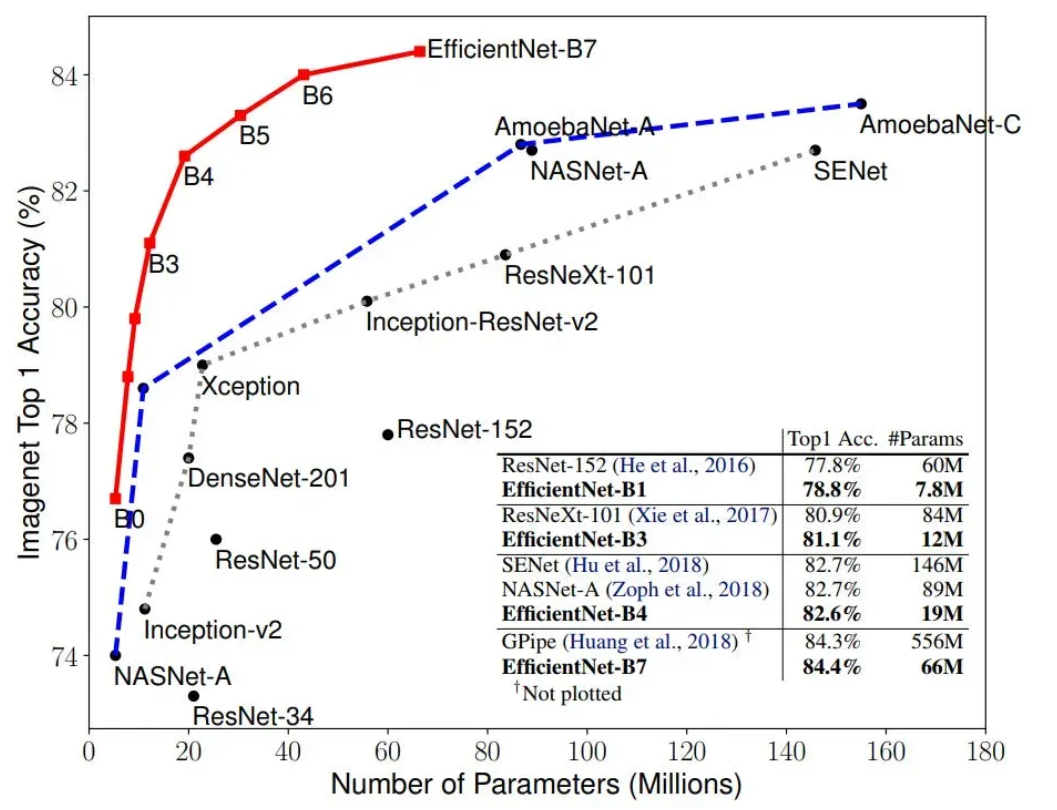 84
82
80
78
76
74
Imagenet Top 1 Accuracy (%)
EfficientNet-B7
B6
B5
B4
B3
B0
AmoebaNet-A
AmoebaNet-C
NASNet-A
SENet
ResNeXt-101
Inception-ResNet-v2
Xception
ResNet-152
DenseNet-201
ResNet-50
Inception-v2
NASNet-A
ResNet-34
Top1 Acc. #Params
ResNet-152 (He et al., 2016) 77.8% 60M
EfficientNet-B1 78.8% 7.8M
ResNeXt-101 (Xie et al., 2017) 80.9% 84M
EfficientNet-B3 81.1% 12M
SENet (Hu et al., 2018) 82.7% 146M
NASNet-A (Zoph et al., 2018) 82.7% 89M
EfficientNet-B4 82.6% 19M
GPipe (Huang et al., 2018) † 84.3% 556M
EfficientNet-B7 84.4% 66M
†Not plotted
0 20 40 60 80 100 120 140 160 180
Number of Parameters (Millions)